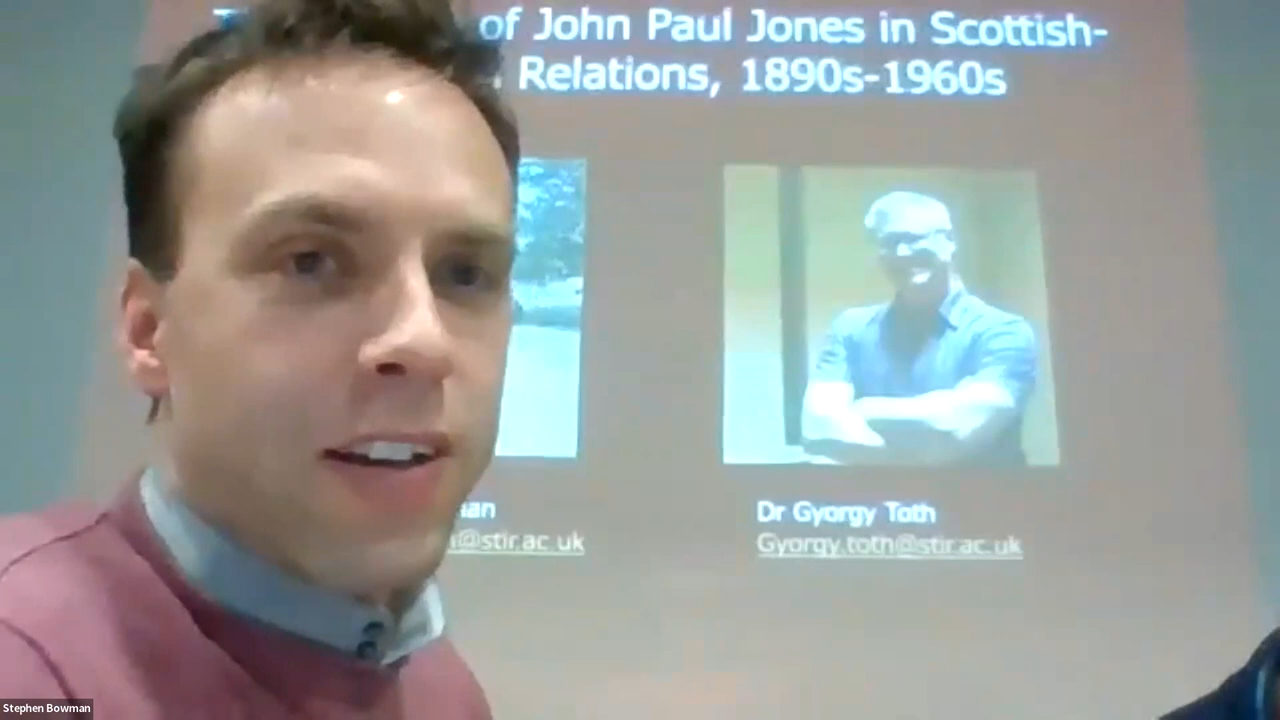 of John Paul Jones in Scottish-
Relations, 1890s-1960s
Dr Gyorgy Toth
@stir.ac.uk
Gyorgy.toth@stir.ac.uk
Stephen Bowman